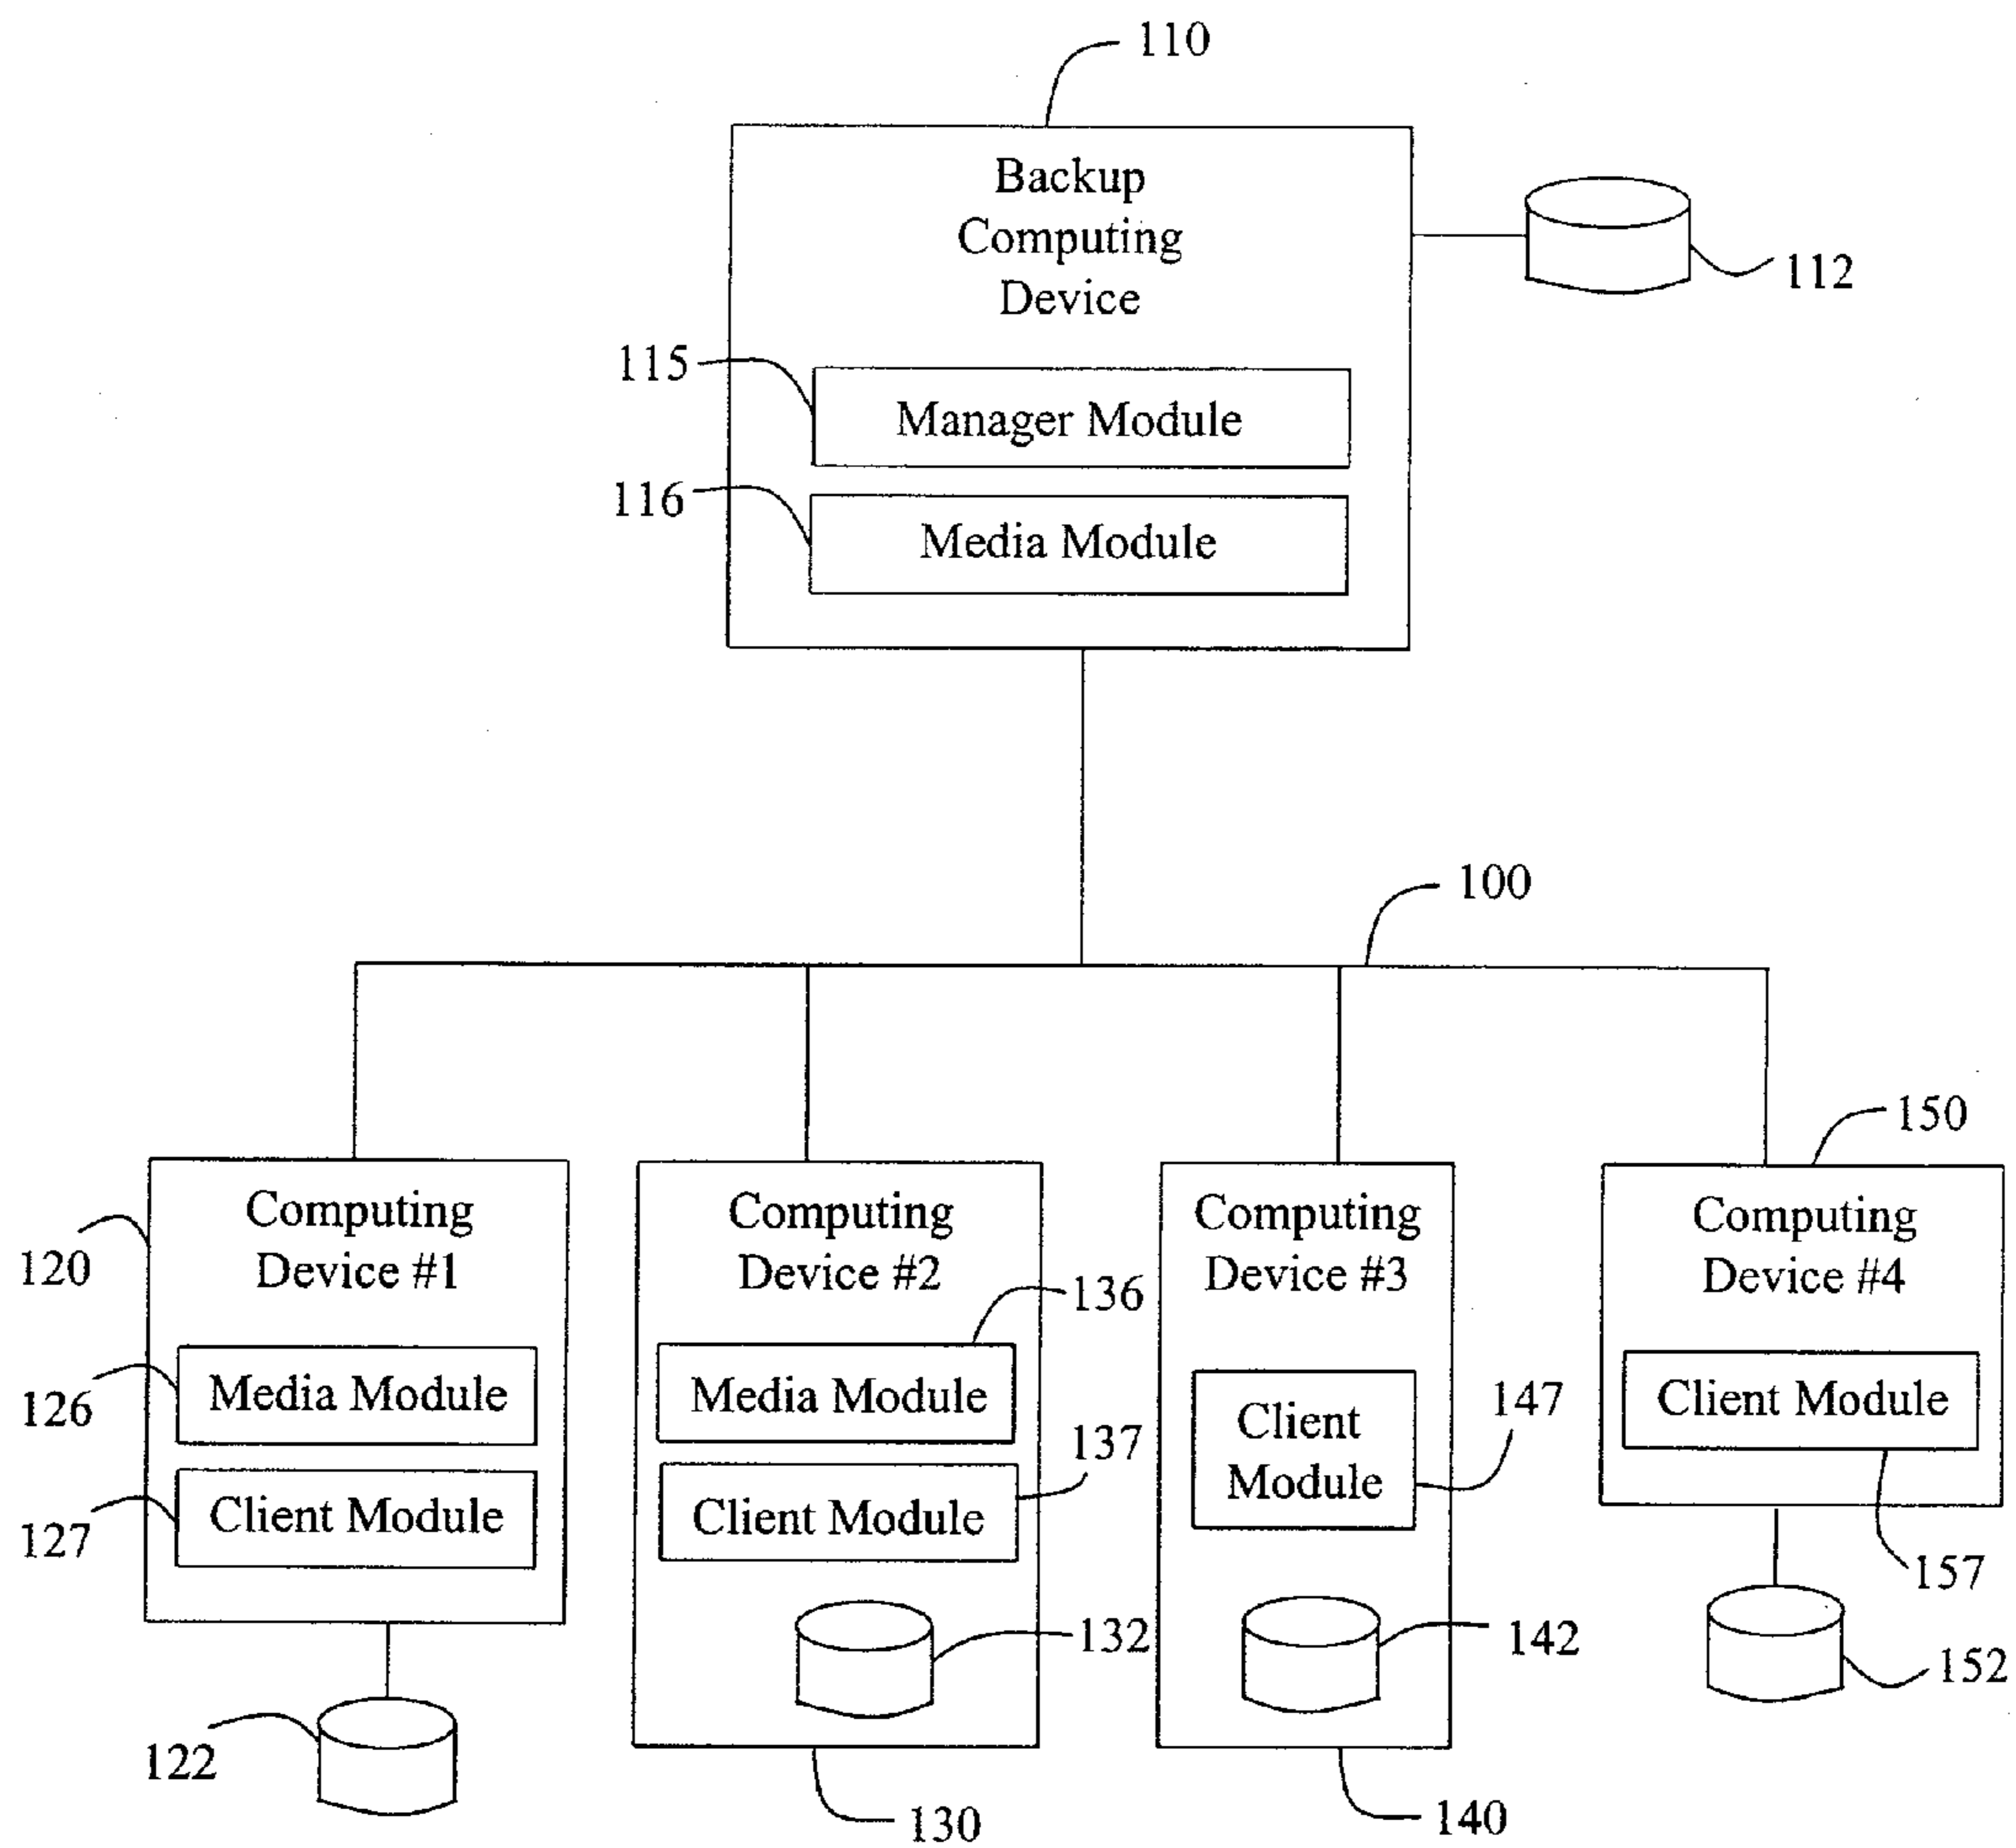 110
Backup
Computing
Device
112
115
Manager Module
116
Media Module
100
150
Computing
Device #1
120
Computing
Device #2
136
Computing
Device #3
Computing
Device #4
Media Module
126
Media Module
137
Client
Module
147
Client Module
Client Module
127
Client Module
157
132
142
152
122
130
140